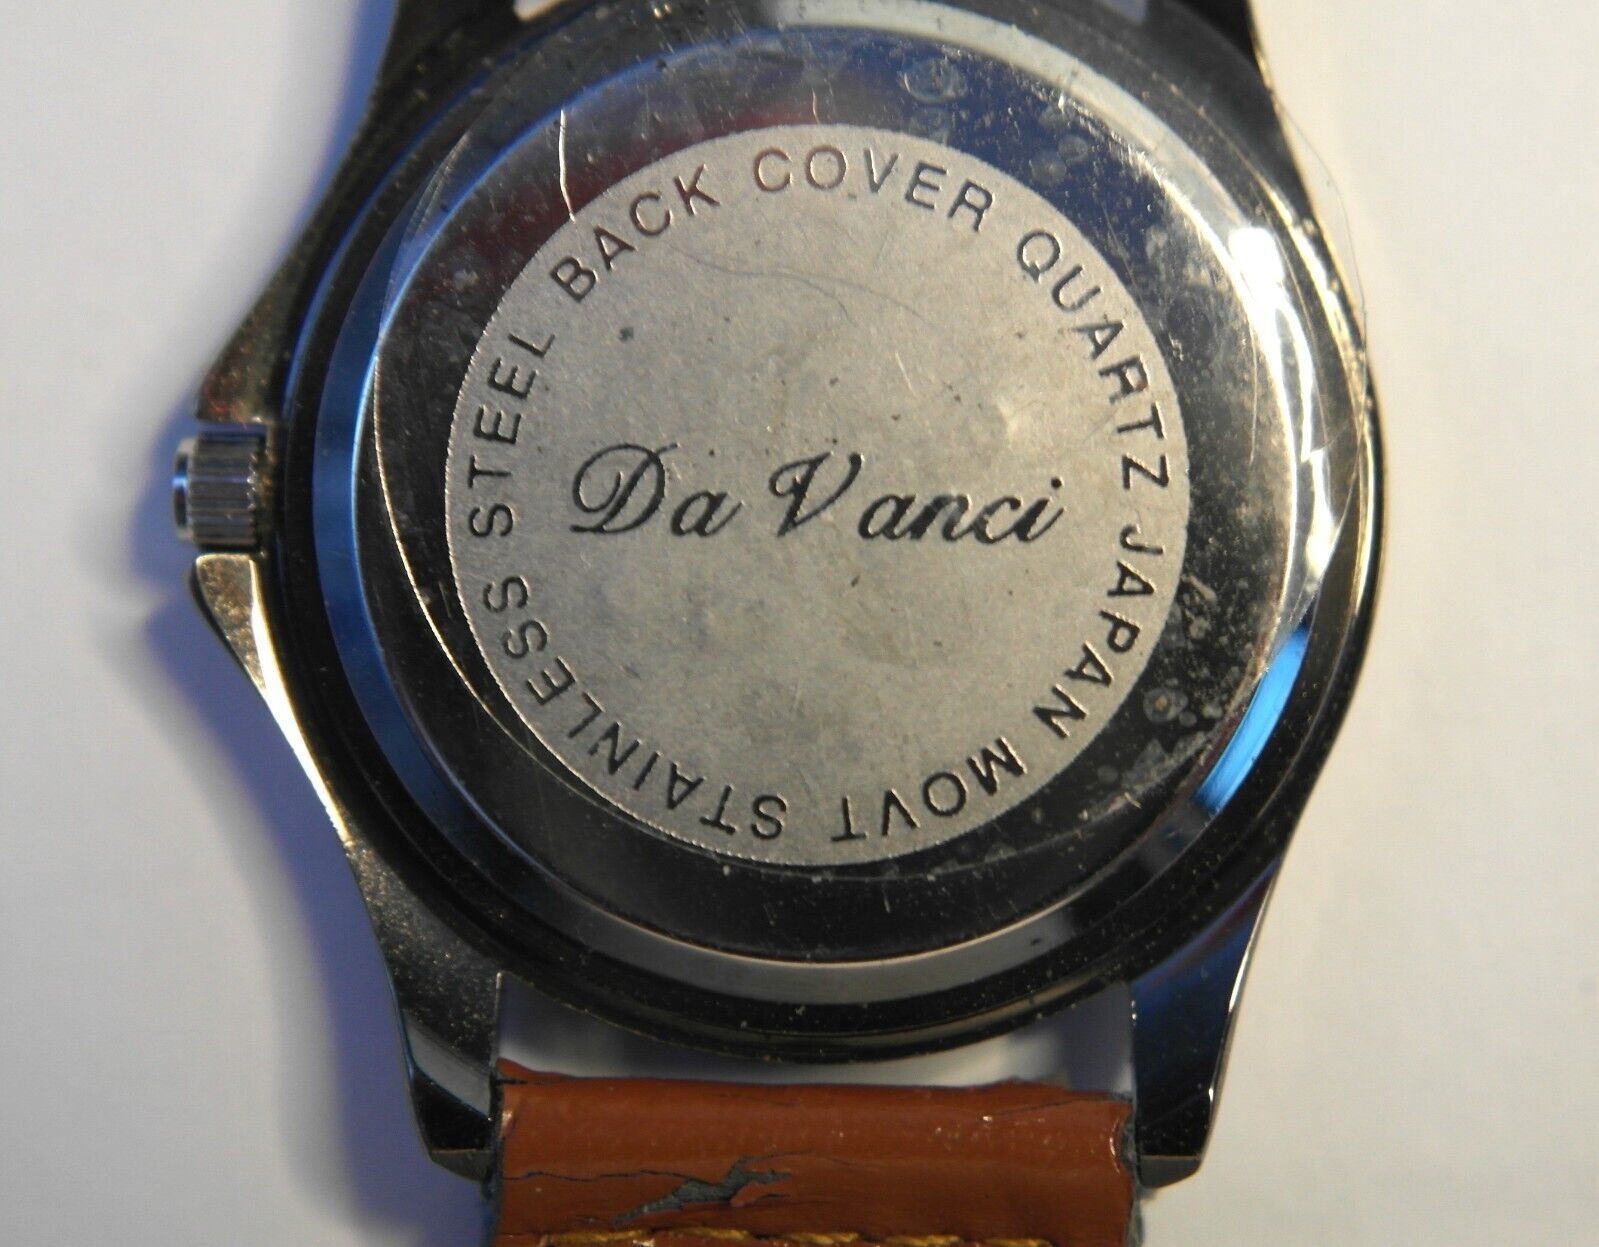 STAINLESS STEEL BACK COVER QUARTZ JAPAN MOVT
Da Vanci